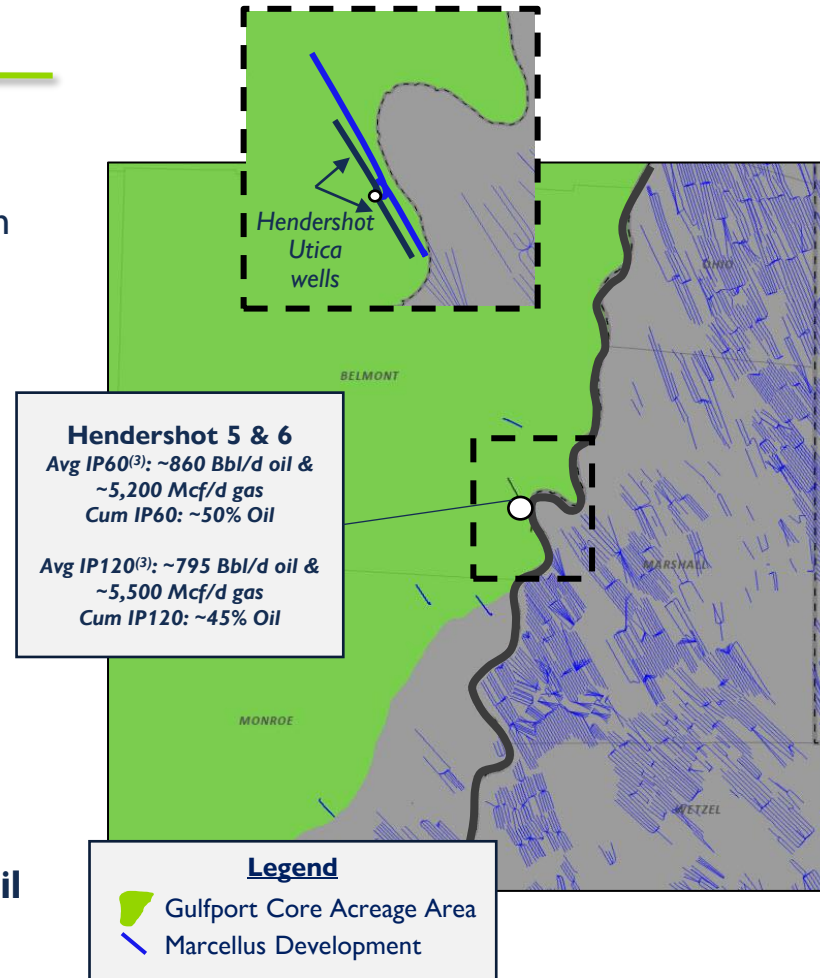 n
Hendershot
Utica
wells
OHIO
BELMONT
Hendershot 5 & 6
Avg IP60(3): ~860 Bbl/d oil &
~5,200 Mcf/d gas
Cum IP60: ~50% Oil
Avg IP120(3): ~795 Bbl/d oil &
~5,500 Mcf/d gas
Cum IP120: ~45% Oil
MARSHALL
MONROE
WETZEL
il
Legend
Gulfport Core Acreage Area
Marcellus Development